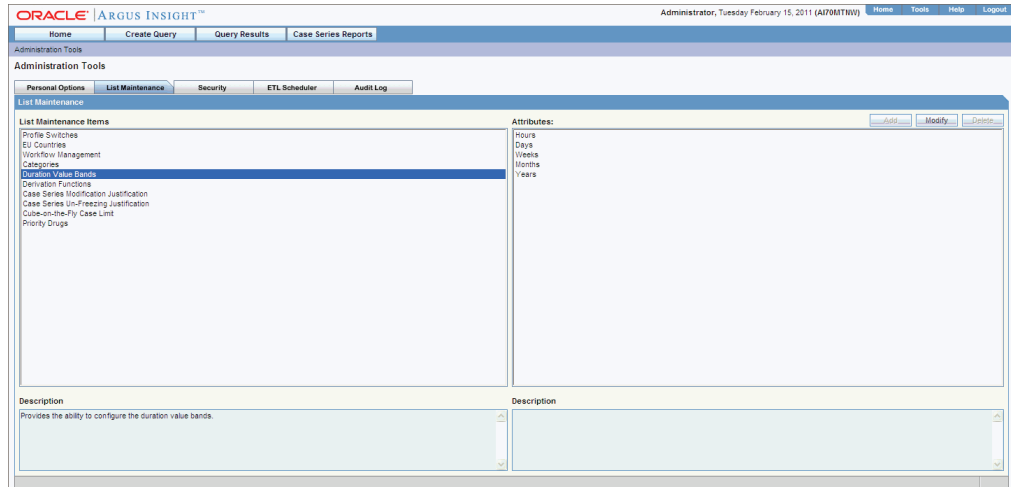 ORACLE® | ARGUS INSIGHT™
Administrator, Tuesday February 15, 2011 (AI70MTNW) Home Tools Help Logout
Home Create Query Query Results Case Series Reports
Administration Tools
Administration Tools
Personal Options List Maintenance Security ETL Scheduler Audit Log
List Maintenance
List Maintenance Items
Profile Switches
EU Countries
Workflow Management
Categories
Duration Value Bands
Derivation Functions
Case Series Modification Justification
Case Series Un-Freezing Justification
Cube-on-the-Fly Case Limit
Priority Drugs
Attributes: Add Modify Delete
Hours
Days
Weeks
Months
Years
Description
Provides the ability to configure the duration value bands.
Description